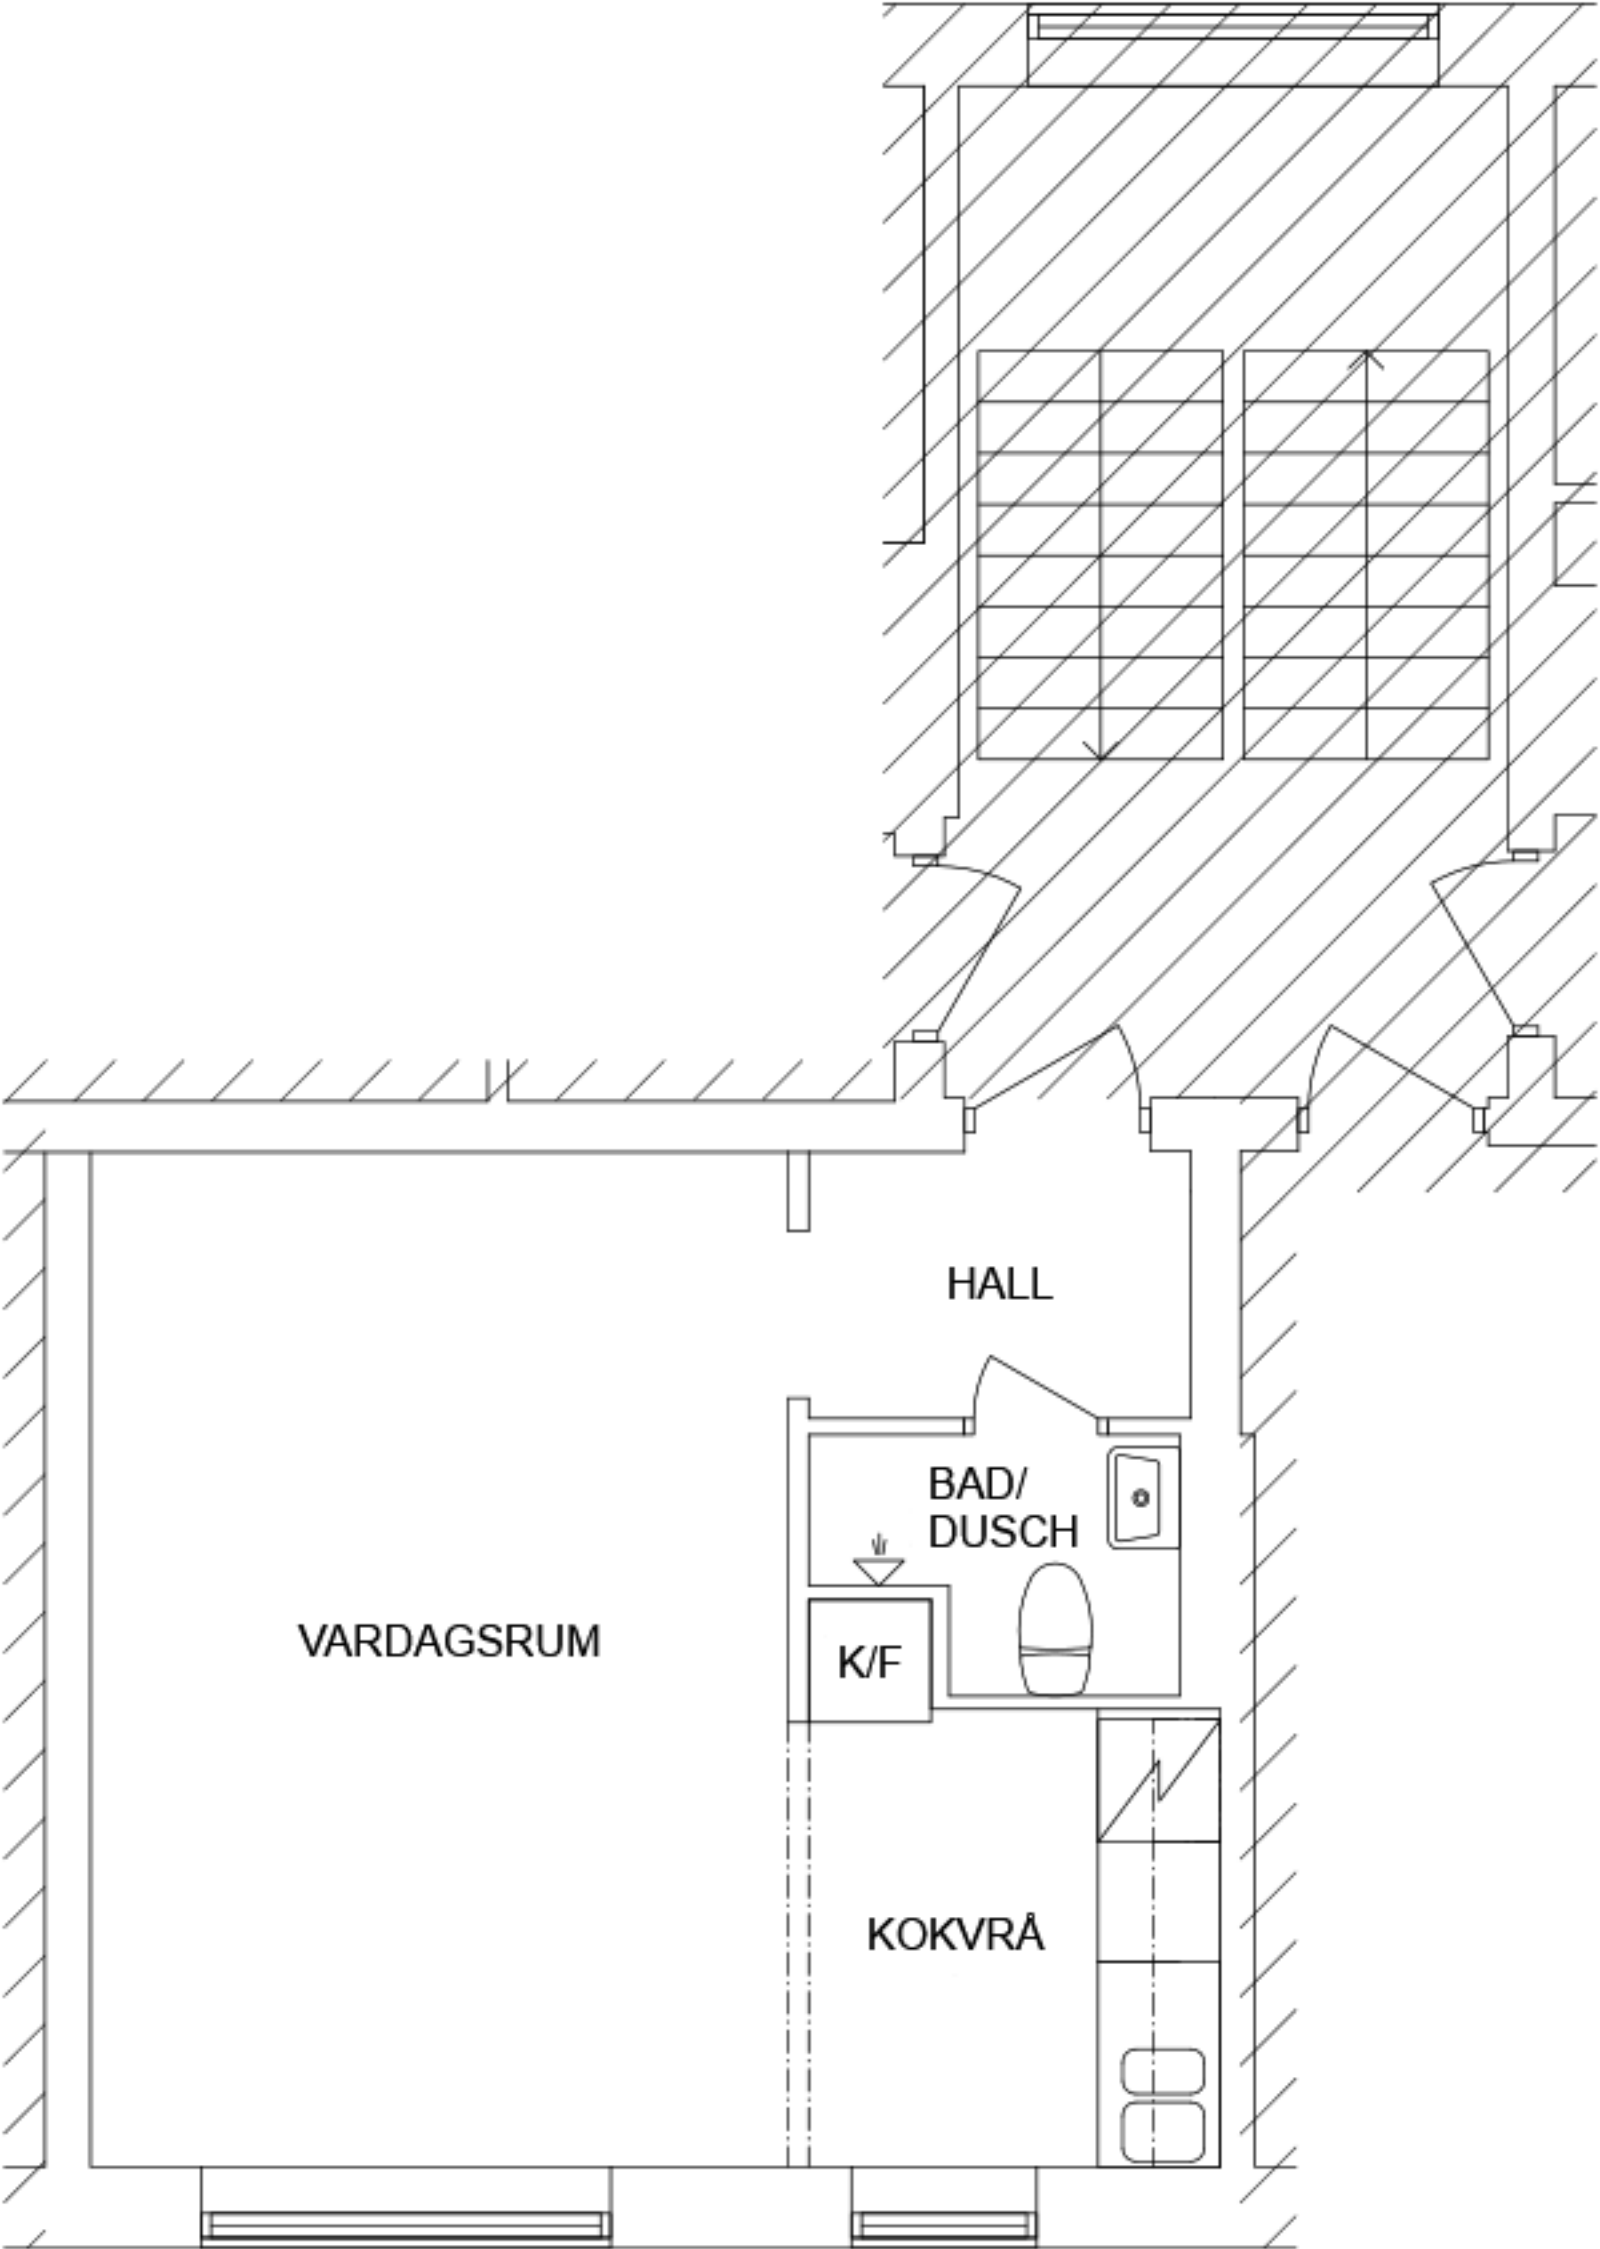 HALL
BAD/
DUSCH
VARDAGSRUM
K/F
KOKVRÅ